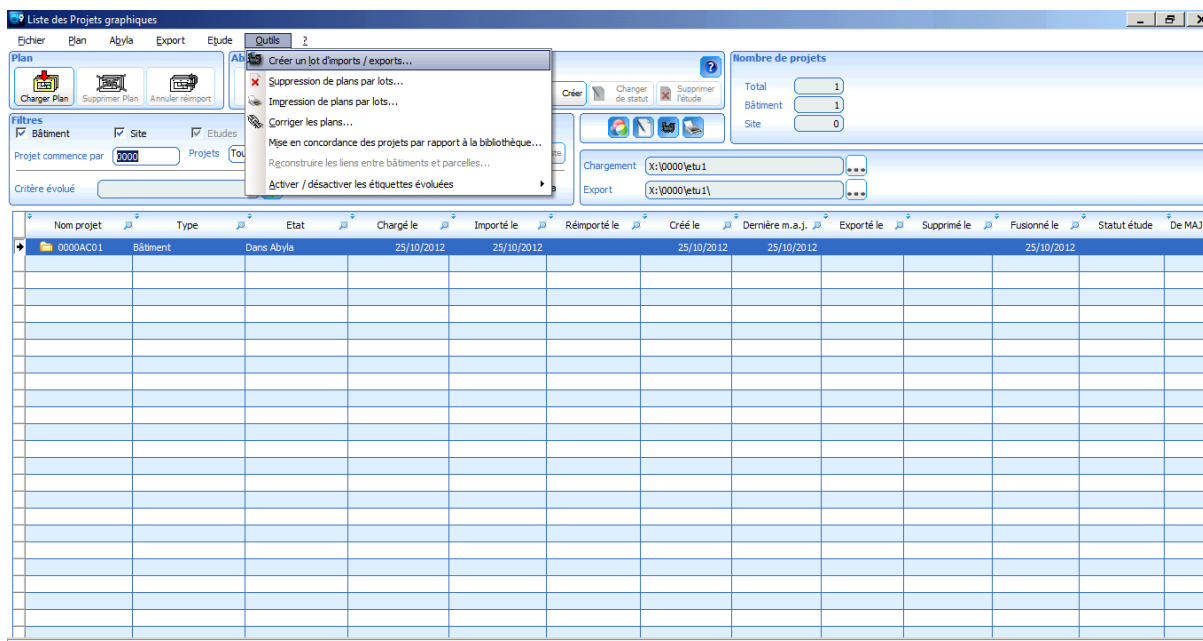 Liste des Projets graphiques
Fichier Plan Abyla Export Etude Outils ?
Plan
Charger Plan Supprimer Plan Annuler réimport
Ab
Créer un lot d'imports / exports...
Suppression de plans par lots...
Impression de plans par lots...
Corriger les plans...
Mise en concordance des projets par rapport à la bibliothèque...
Reconstruire les liens entre bâtiments et parcelles...
Activer / désactiver les étiquettes évoluées
Créer Changer de statut Supprimer l'étude
Nombre de projets
Total 1
Bâtiment 1
Site 0
Filtres
Bâtiment Site Etudes
Projet commence par 0000 Projets Tou
Critère évolué
Chargement X:\0000\etu1 ...
Export X:\0000\etu1\ ...
Nom projet Type Etat Chargé le Importé le Réimporté le Créé le Dernière m.a.j. Exporté le Supprimé le Fusionné le Statut étude De MAJ
0000AC01 Bâtiment Dans Abyla 25/10/2012 25/10/2012 25/10/2012 25/10/2012 25/10/2012